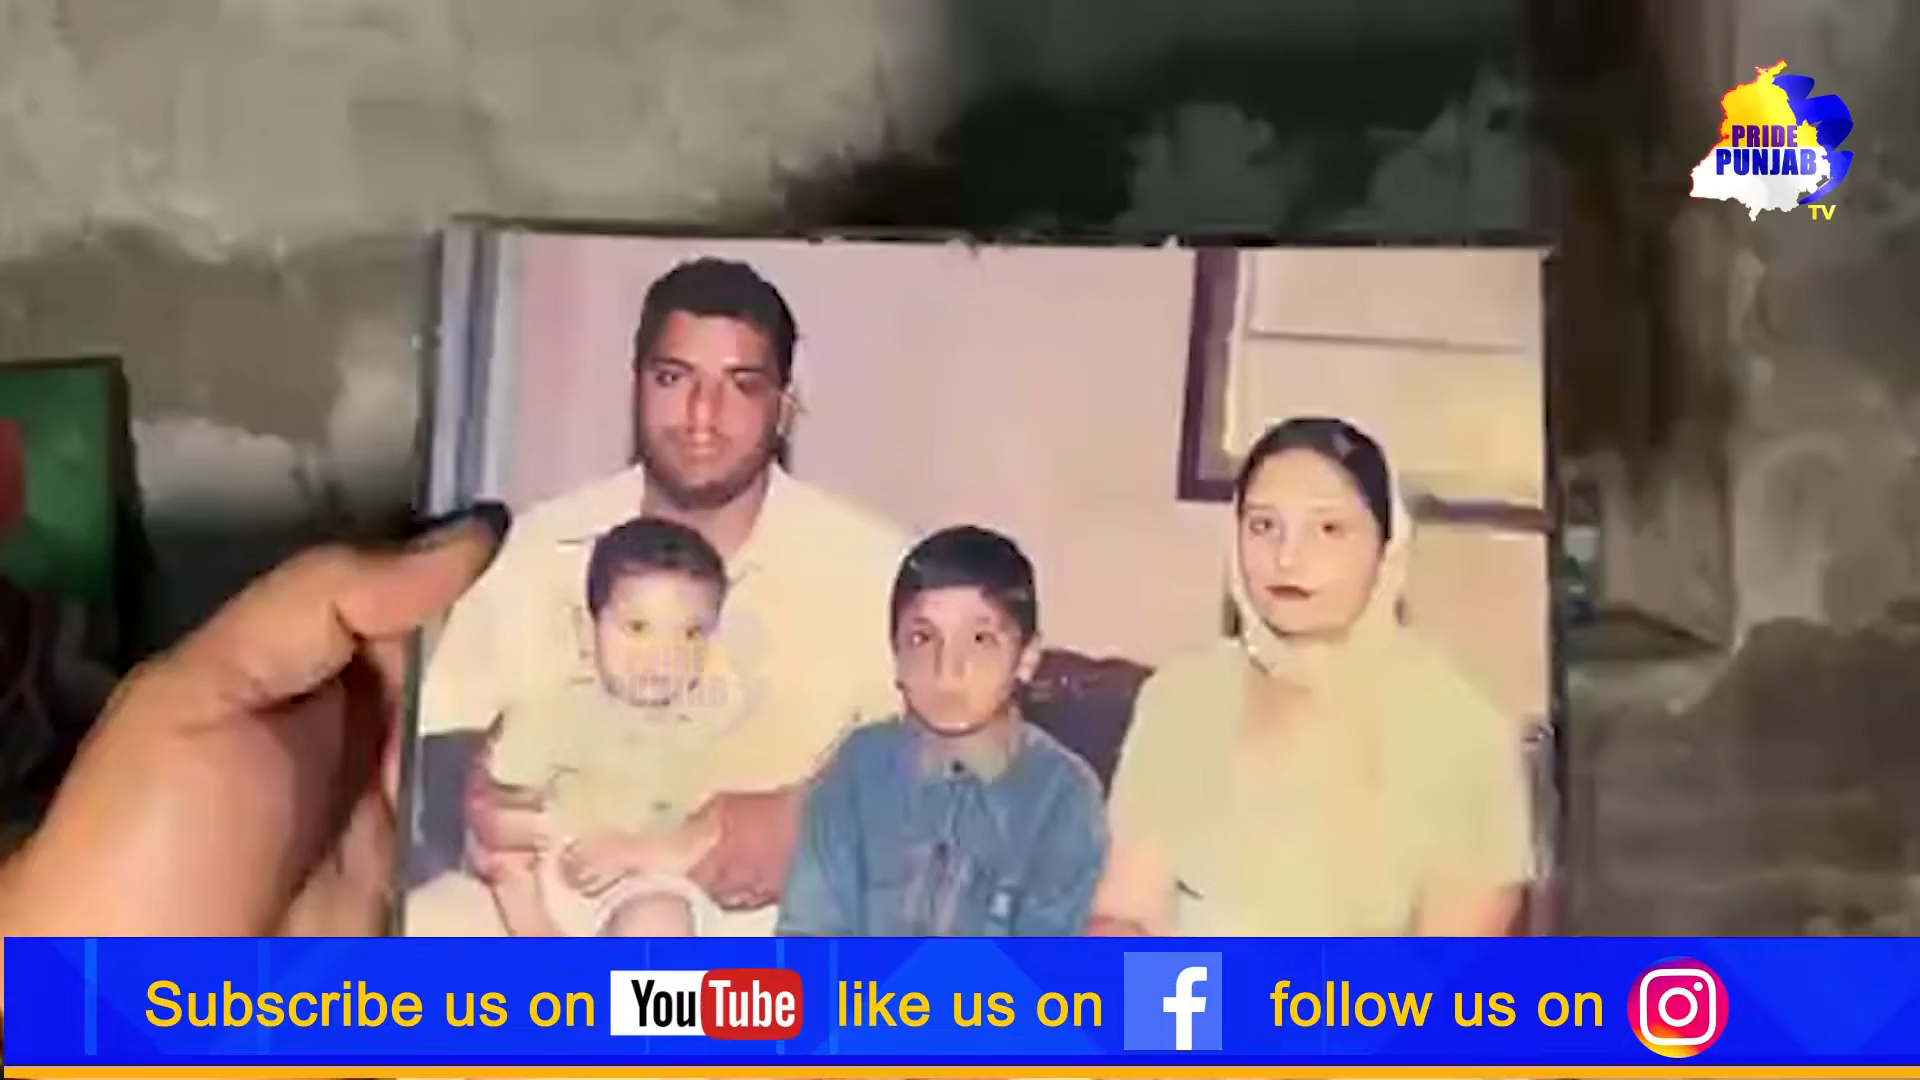 PRIDE
PUNJAB
TV
Subscribe us on YouTube like us on f follow us on